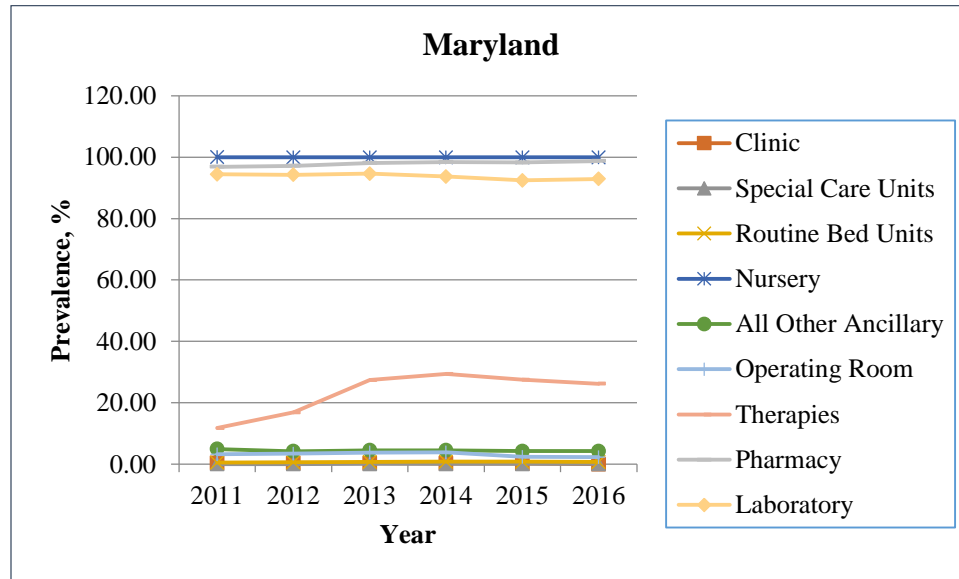 Maryland
120.00
100.00
80.00
60.00
40.00
20.00
0.00
Prevalence, %
2011 2012 2013 2014 2015 2016
Year
Clinic
Special Care Units
Routine Bed Units
Nursery
All Other Ancillary
Operating Room
Therapies
Pharmacy
Laboratory